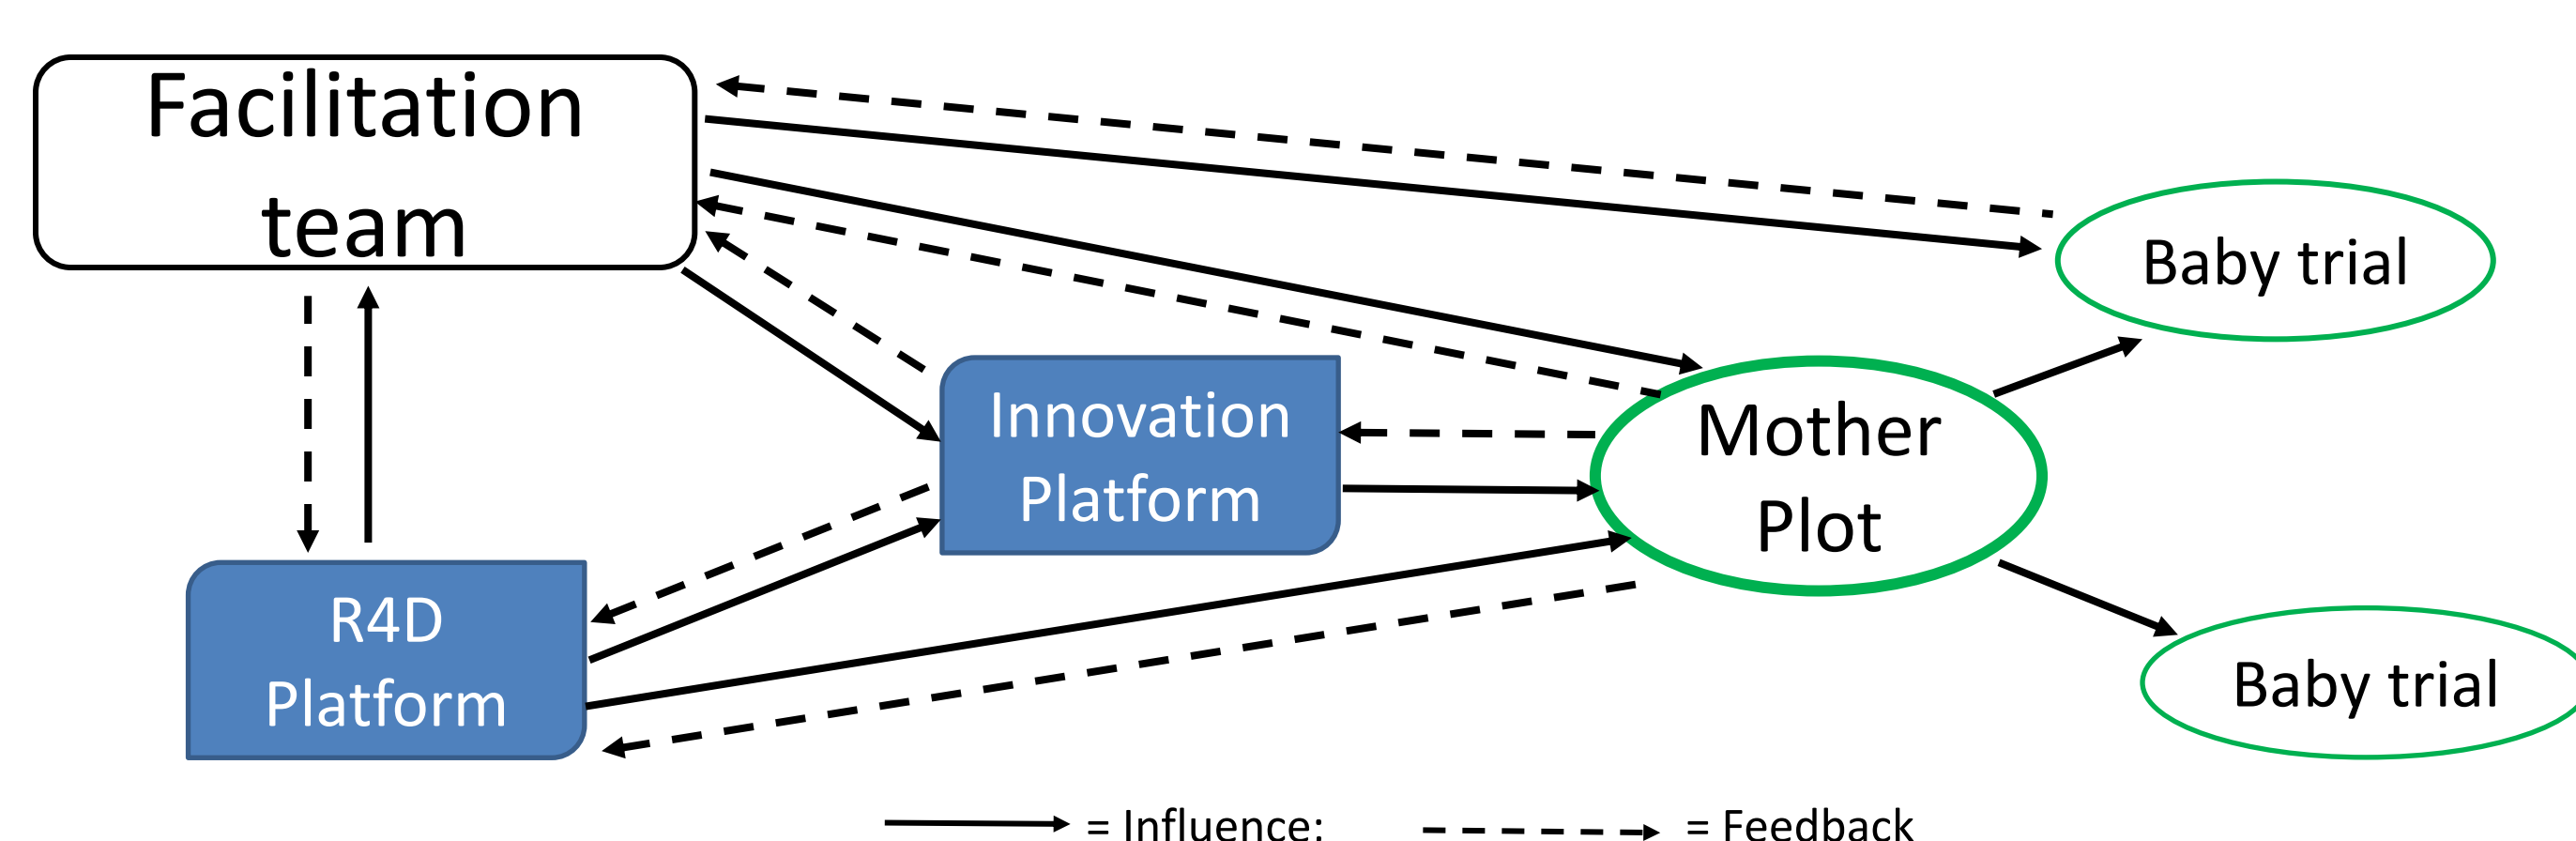 Facilitation
team
Baby trial
Innovation
Platform
Mother
Plot
R4D
Platform
Baby trial
= Influence:
= Feedback